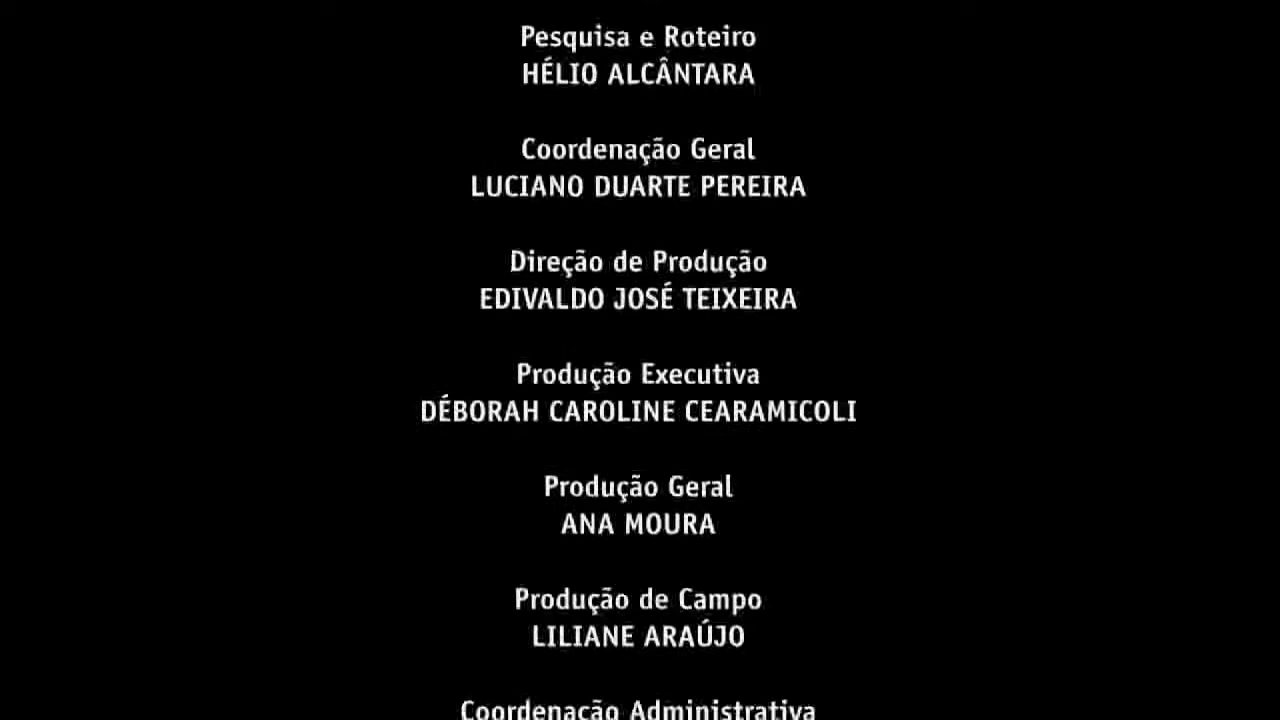 Pesquisa e Roteiro
HÉLIO ALCÂNTARA
Coordenação Geral
LUCIANO DUARTE PEREIRA
Direção de Produção
EDIVALDO JOSÉ TEIXEIRA
Produção Executiva
DÉBORAH CAROLINE CEARAMICOLI
Produção Geral
ANA MOURA
Produção de Campo
LILIANE ARAÚJO
Coordenação Administrativa